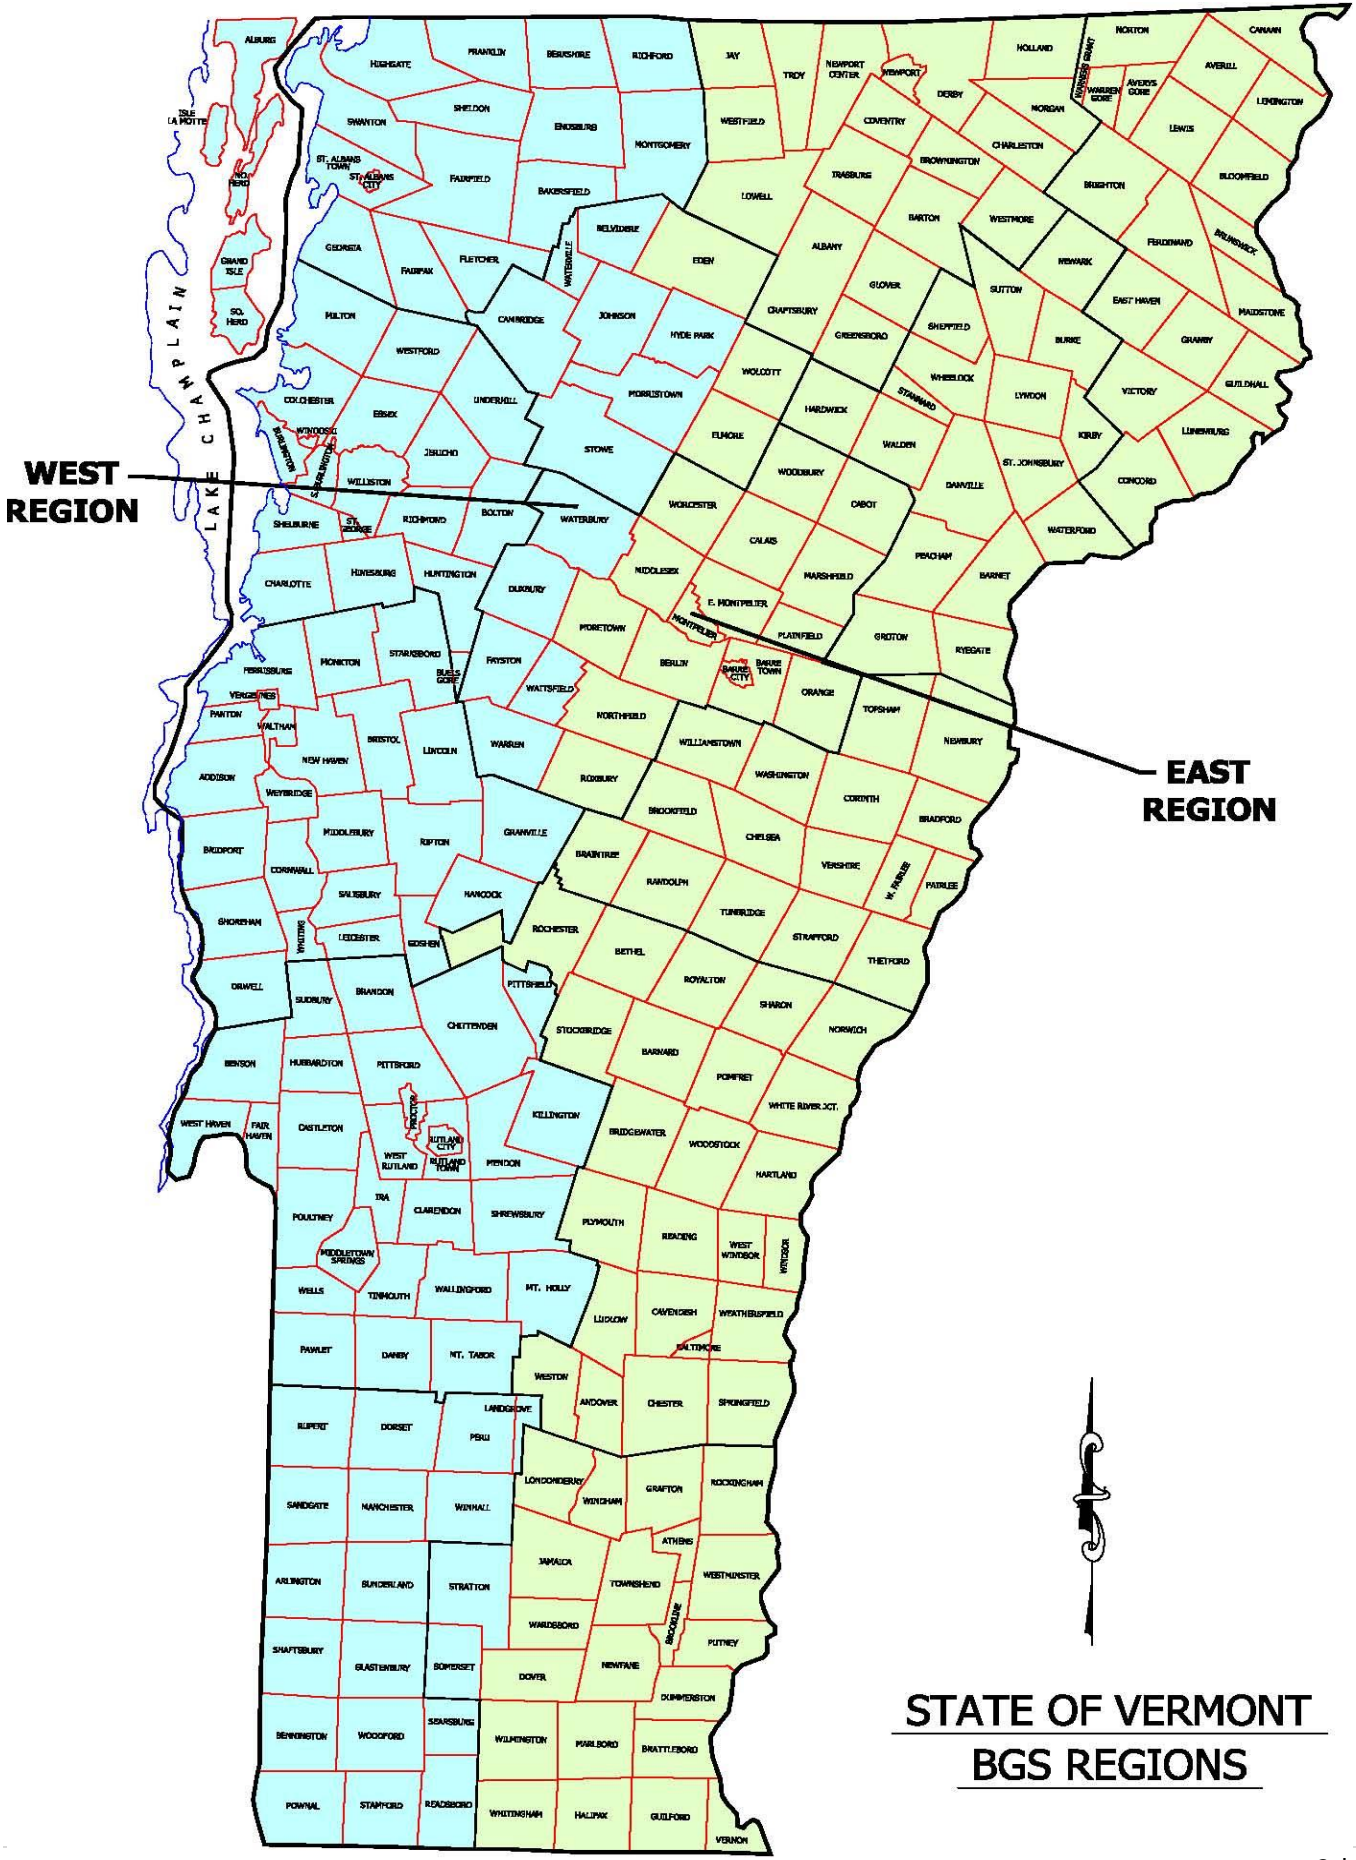 ALBURG
FRANKLIN
BERKSHIRE
RICHFORD
JAY
TROY
NEWPORT
CENTER
NEWPORT
HOLLAND
NORTON
CANAAN
HIGHGATE
AVERILL
WARNERS GRANT
WARREN
GORE
AVERYS
GORE
LEMINGTON
DERBY
MORGAN
ISLE
LA MOTTE
SWANTON
SHELDON
ENOSBURG
MONTGOMERY
WESTFIELD
COVENTRY
CHARLESTON
LEWIS
ST. ALBANS
TOWN
ST. ALBANS
CITY
FAIRFIELD
BAKERSFIELD
LOWELL
IRASBURG
BROWNINGTON
BRIGHTON
BLOOMFIELD
NO.
HERO
BELVIDERE
BARTON
WESTMORE
FERDINAND
BRUNSWICK
GEORGIA
FAIRFAX
FLETCHER
WATERVILLE
EDEN
ALBANY
NEWARK
GRAND
ISLE
GLOVER
SUTTON
EAST HAVEN
MAIDSTONE
SO.
HERO
MILTON
CAMBRIDGE
JOHNSON
HYDE PARK
CRAFTSBURY
GREENSBORO
SHEFFIELD
BURKE
GRANBY
LAKE CHAMPLAIN
WESTFORD
WOLCOTT
WHEELOCK
STANNARD
LYNDON
VICTORY
GUILDHALL
COLCHESTER
ESSEX
UNDERHILL
MORRISTOWN
HARDWICK
WINOOSKI
BURLINGTON
S. BURLINGTON
JERICHO
STOWE
ELMORE
WALDEN
KIRBY
LUNENBURG
WEST
REGION
WILLISTON
WOODBURY
DANVILLE
ST. JOHNSBURY
CONCORD
SHELBURNE
ST.
GEORGE
RICHMOND
BOLTON
WATERBURY
WORCESTER
CABOT
WATERFORD
CALAIS
PEACHAM
CHARLOTTE
HINESBURG
HUNTINGTON
DUXBURY
MIDDLESEX
MARSHFIELD
BARNET
E. MONTPELIER
MORETOWN
MONTPELIER
PLAINFIELD
GROTON
RYEGATE
FERRISBURG
MONKTON
STARKSBORO
BUELS
GORE
FAYSTON
WAITSFIELD
BERLIN
BARRE
CITY
BARRE
TOWN
ORANGE
TOPSHAM
VERGENNES
PANTON
WALTHAM
NORTHFIELD
WILLIAMSTOWN
NEWBURY
NEW HAVEN
BRISTOL
LINCOLN
WARREN
ADDISON
WEYBRIDGE
ROXBURY
WASHINGTON
EAST
REGION
BROOKFIELD
CORINTH
BRADFORD
BRIDPORT
MIDDLEBURY
RIPTON
GRANVILLE
CHELSEA
CORNWALL
BRAINTREE
VERSHIRE
W. FAIRLEE
FAIRLEE
SALISBURY
HANCOCK
RANDOLPH
TUNBRIDGE
SHOREHAM
WHITING
LEICESTER
GOSHEN
ROCHESTER
BETHEL
STRAFFORD
THETFORD
ORWELL
SUDBURY
BRANDON
PITTSFIELD
ROYALTON
SHARON
CHITTENDEN
STOCKBRIDGE
NORWICH
BENSON
HUBBARDTON
PITTSFORD
BARNARD
POMFRET
WEST HAVEN
FAIR
HAVEN
CASTLETON
PROCTOR
KILLINGTON
WHITE RIVER JCT.
BRIDGEWATER
WOODSTOCK
WEST
RUTLAND
RUTLAND
CITY
RUTLAND
TOWN
MENDON
HARTLAND
POULTNEY
IRA
CLARENDON
SHREWSBURY
PLYMOUTH
READING
WEST
WINDSOR
WINDSOR
MIDDLETOWN
SPRINGS
WELLS
TINMOUTH
WALLINGFORD
MT. HOLLY
LUDLOW
CAVENDISH
WEATHERSFIELD
BALTIMORE
PAWLET
DANBY
MT. TABOR
WESTON
ANDOVER
CHESTER
SPRINGFIELD
RUPERT
DORSET
LANDGROVE
PERU
LONDONDERRY
WINDHAM
GRAFTON
ROCKINGHAM
SANDGATE
MANCHESTER
WINHALL
ATHENS
JAMAICA
ARLINGTON
SUNDERLAND
STRATTON
TOWNSHEND
WESTMINSTER
WARDSBORO
BROOKLINE
PUTNEY
SHAFTSBURY
GLASTENBURY
SOMERSET
DOVER
NEWFANE
DUMMERSTON
BENNINGTON
WOODFORD
SEARSBURG
WILMINGTON
MARLBORO
BRATTLEBORO
POWNAL
STAMFORD
READSBORO
WHITINGHAM
HALIFAX
GUILFORD
VERNON
STATE OF VERMONT
BGS REGIONS